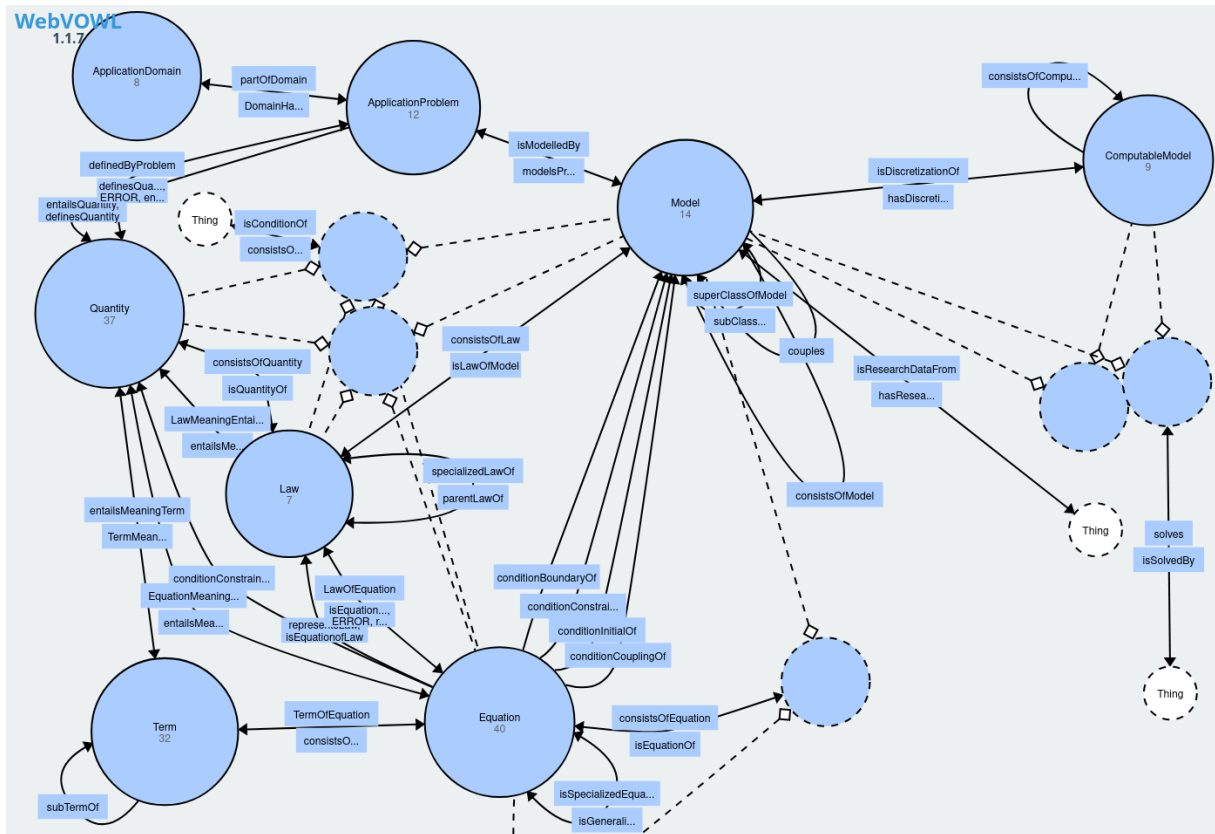 WebVOWL
1.1.7
ApplicationDomain
8
partOfDomain
DomainHa...
ApplicationProblem
12
isModelledBy
modelsPr...
Model
14
isDiscretizationOf
hasDiscreti...
consistsOfCompu...
ComputableModel
9
definedByProblem
definesQua...,
ERROR, en...
entailsQuantity,
definesQuantity
Thing
isConditionOf
consistsO...
Quantity
37
consistsOfQuantity
isQuantityOf
LawMeaningEntai...
entailsMe...
consistsOfLaw
isLawOfModel
superClassOfModel
subClass...
couples
isResearchDataFrom
hasResea...
consistsOfModel
Law
7
specializedLawOf
parentLawOf
Thing
solves
isSolvedBy
Thing
entailsMeaningTerm
TermMean...
conditionConstrain...
EquationMeaning...
entailsMea...
LawOfEquation
isEquation...,
ERROR, r...
isEquationofLaw
conditionBoundaryOf
conditionConstrai...
conditionInitialOf
conditionCouplingOf
Term
32
subTermOf
TermOfEquation
consistsO...
Equation
40
consistsOfEquation
isEquationOf
isSpecializedEqua...
isGenerali...